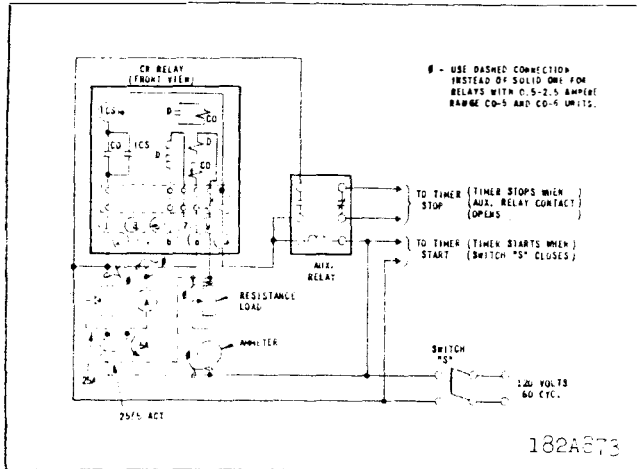 CR RELAY
(FRONT VIEW)
ICS
D
CO
CO
ICS
D
D
CO
- USE DASHED CONNECTION
INSTEAD OF SOLID ONE FOR
RELAYS WITH 0.5-2.5 AMPERE
RANGE CO-5 AND CO-6 UNITS.
TO TIMER STOP
(TIMER STOPS WHEN
AUX. RELAY CONTACT
OPENS
TO TIMER START
(TIMER STARTS WHEN)
(SWITCH "S" CLOSES)
AUX.
RELAY
A
RESISTANCE
LOAD
AMMETER
5A
25A
25/5 ACT
SWITCH
"S"
120 VOLTS
60 CYC.